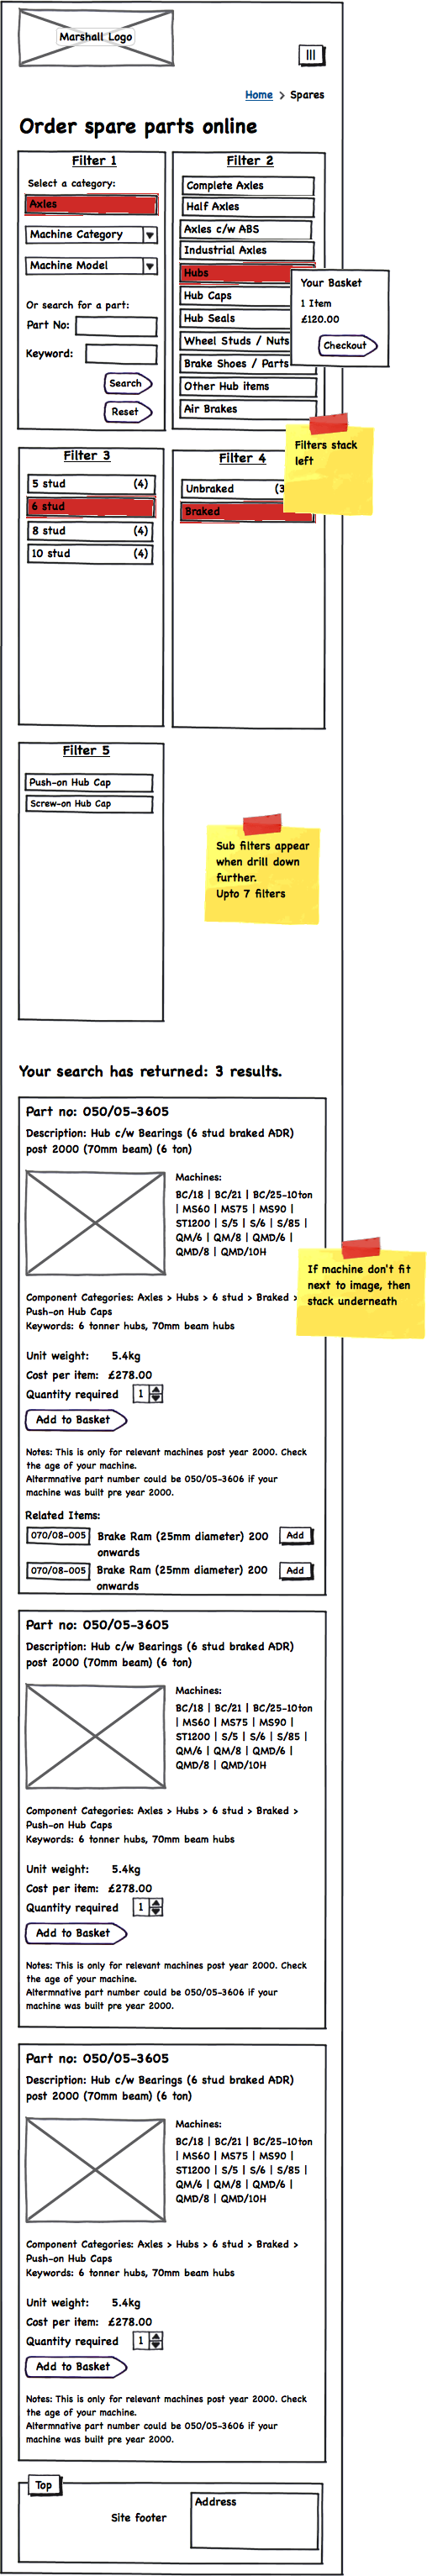 Marshall Logo
Home > Spares
Order spare parts online
Filter 1
Select a category:
Axles
Machine Category
Machine Model
Or search for a part:
Part No:
Keyword:
Search
Reset
Filter 2
Complete Axles
Half Axles
Axles c/w ABS
Industrial Axles
Hubs
Hub Caps
Hub Seals
Wheel Studs / Nuts
Brake Shoes / Parts
Other Hub items
Air Brakes
Your Basket
1 Item
£120.00
Checkout
Filters stack
left
Filter 3
5 stud (4)
6 stud
8 stud (4)
10 stud (4)
Filter 4
Unbraked (3
Braked
Filter 5
Push-on Hub Cap
Screw-on Hub Cap
Sub filters appear
when drill down
further.
Upto 7 filters
Your search has returned: 3 results.
Part no: 050/05-3605
Description: Hub c/w Bearings (6 stud braked ADR)
post 2000 (70mm beam) (6 ton)
Machines:
BC/18 | BC/21 | BC/25-10ton
| MS60 | MS75 | MS90 |
ST1200 | S/5 | S/6 | S/85 |
QM/6 | QM/8 | QMD/6 |
QMD/8 | QMD/10H
If machine don't fit
next to image, then
stack underneath
Component Categories: Axles > Hubs > 6 stud > Braked >
Push-on Hub Caps
Keywords: 6 tonner hubs, 70mm beam hubs
Unit weight: 5.4kg
Cost per item: £278.00
Quantity required 1
Add to Basket
Notes: This is only for relevant machines post year 2000. Check
the age of your machine.
Altermnative part number could be 050/05-3606 if your
machine was built pre year 2000.
Related Items:
070/08-005 Brake Ram (25mm diameter) 200 Add
onwards
070/08-005 Brake Ram (25mm diameter) 200 Add
onwards
Part no: 050/05-3605
Description: Hub c/w Bearings (6 stud braked ADR)
post 2000 (70mm beam) (6 ton)
Machines:
BC/18 | BC/21 | BC/25-10ton
| MS60 | MS75 | MS90 |
ST1200 | S/5 | S/6 | S/85 |
QM/6 | QM/8 | QMD/6 |
QMD/8 | QMD/10H
Component Categories: Axles > Hubs > 6 stud > Braked >
Push-on Hub Caps
Keywords: 6 tonner hubs, 70mm beam hubs
Unit weight: 5.4kg
Cost per item: £278.00
Quantity required 1
Add to Basket
Notes: This is only for relevant machines post year 2000. Check
the age of your machine.
Altermnative part number could be 050/05-3606 if your
machine was built pre year 2000.
Part no: 050/05-3605
Description: Hub c/w Bearings (6 stud braked ADR)
post 2000 (70mm beam) (6 ton)
Machines:
BC/18 | BC/21 | BC/25-10ton
| MS60 | MS75 | MS90 |
ST1200 | S/5 | S/6 | S/85 |
QM/6 | QM/8 | QMD/6 |
QMD/8 | QMD/10H
Component Categories: Axles > Hubs > 6 stud > Braked >
Push-on Hub Caps
Keywords: 6 tonner hubs, 70mm beam hubs
Unit weight: 5.4kg
Cost per item: £278.00
Quantity required 1
Add to Basket
Notes: This is only for relevant machines post year 2000. Check
the age of your machine.
Altermnative part number could be 050/05-3606 if your
machine was built pre year 2000.
Top
Site footer
Address